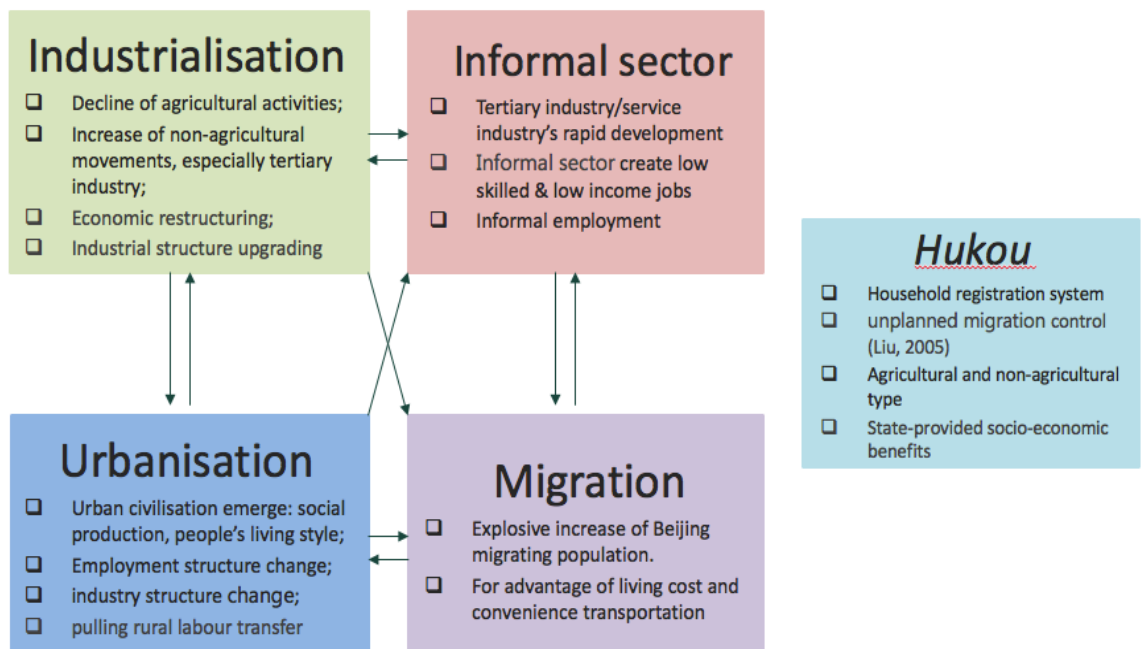 Industrialisation
❑ Decline of agricultural activities;
❑ Increase of non-agricultural
movements, especially tertiary
industry;
❑ Economic restructuring;
❑ Industrial structure upgrading
Informal sector
❑ Tertiary industry/service
industry's rapid development
❑ Informal sector create low
skilled & low income jobs
❑ Informal employment
Hukou
❑ Household registration system
❑ unplanned migration control
(Liu, 2005)
❑ Agricultural and non-agricultural
type
❑ State-provided socio-economic
benefits
Urbanisation
❑ Urban civilisation emerge: social
production, people's living style;
❑ Employment structure change;
❑ industry structure change;
❑ pulling rural labour transfer
Migration
❑ Explosive increase of Beijing
migrating population.
❑ For advantage of living cost and
convenience transportation